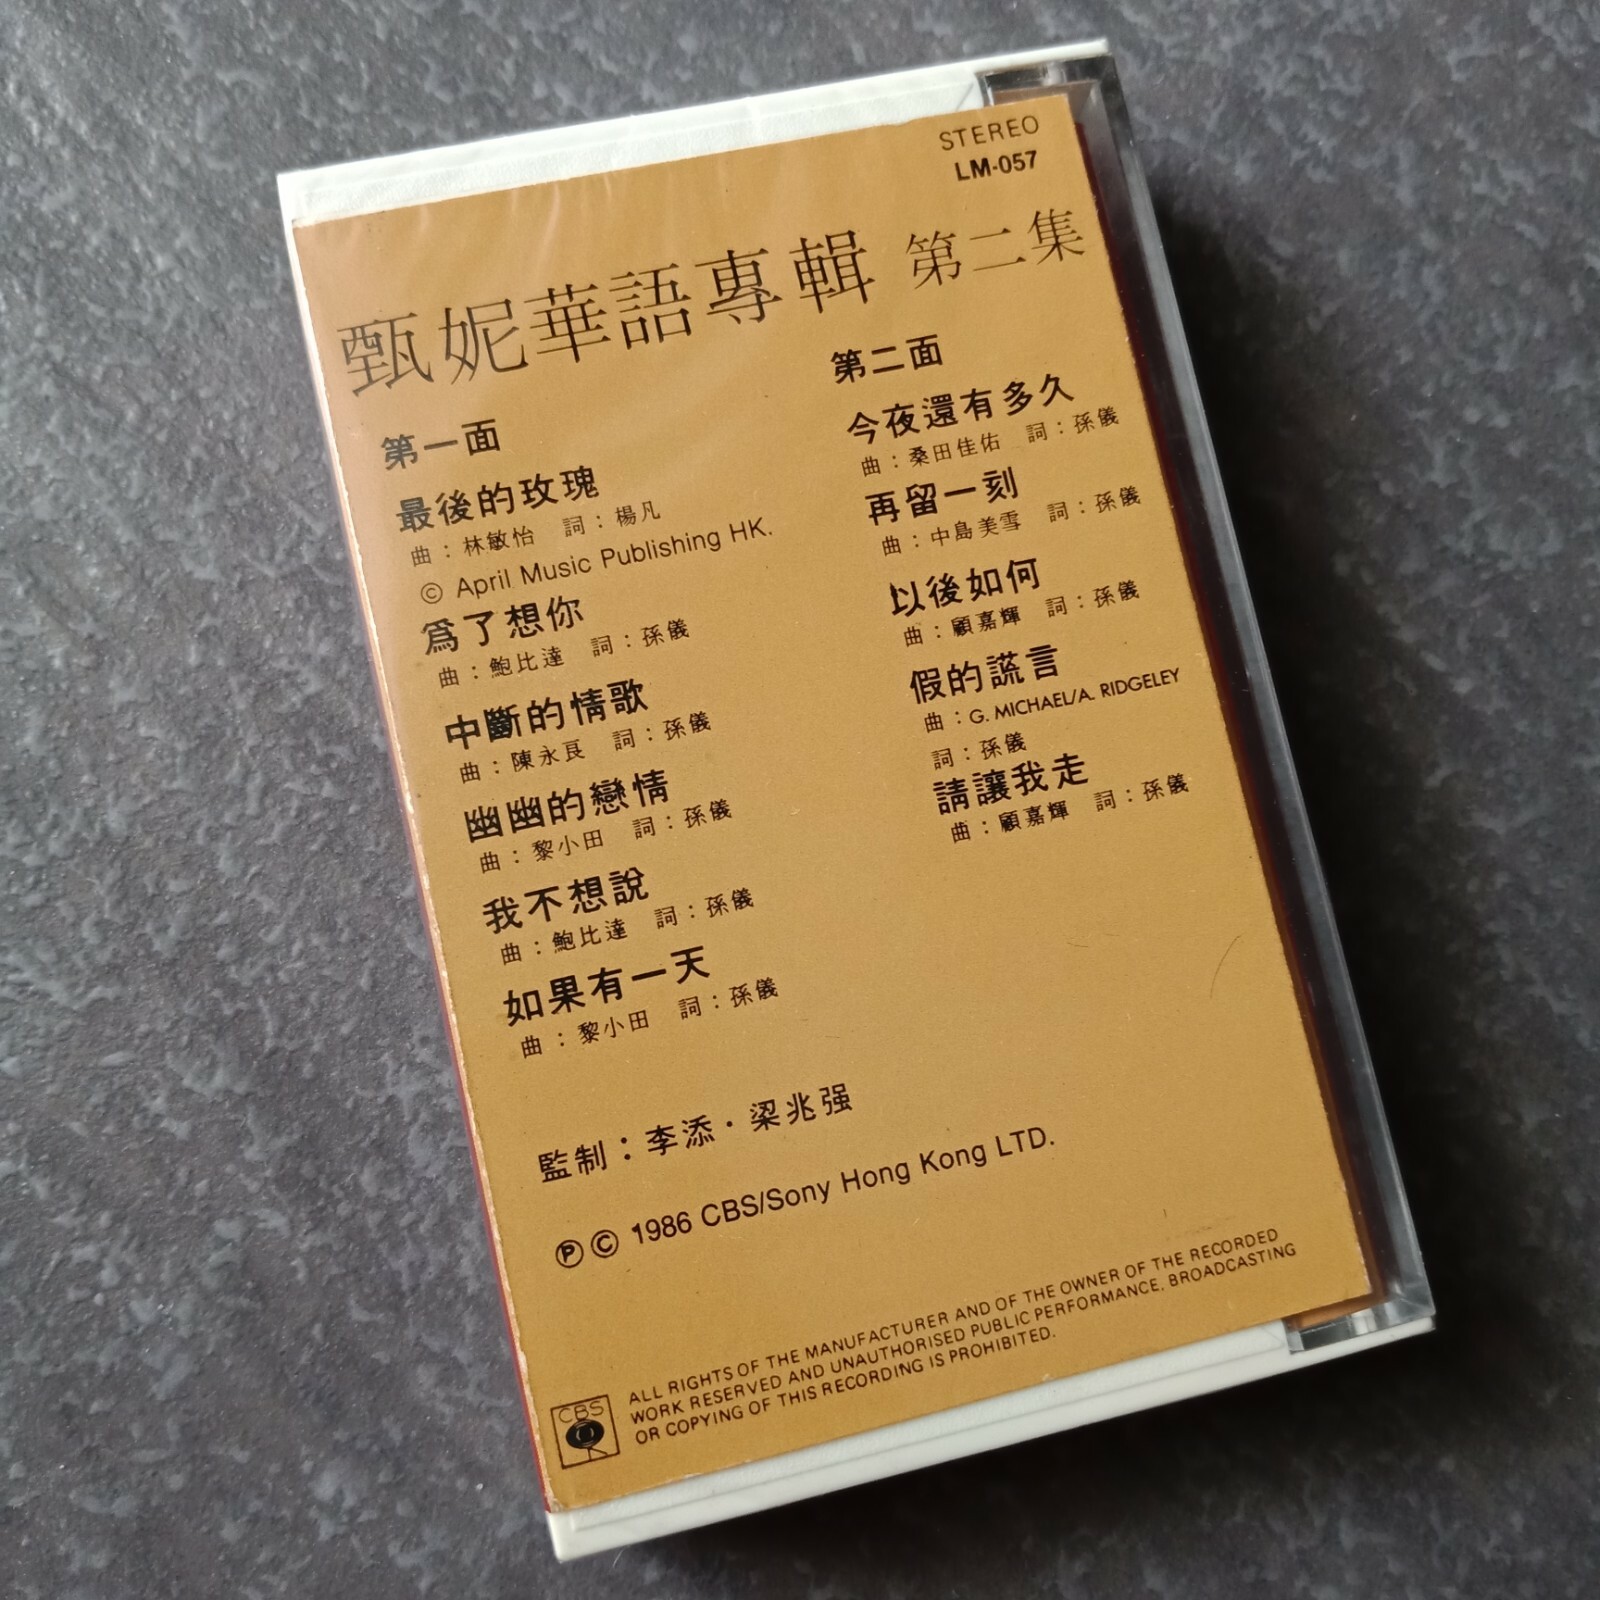 STEREO
LM-057
甄妮華語專輯 第二集
第一面
最後的玫瑰
曲：林敏怡 詞：楊凡
© April Music Publishing HK.
為了想你
曲：鮑比達 詞：孫儀
中斷的情歌
曲：陳永良 詞：孫儀
幽幽的戀情
曲：黎小田 詞：孫儀
我不想說
曲：鮑比達 詞：孫儀
如果有一天
曲：黎小田 詞：孫儀
第二面
今夜還有多久
曲：桑田佳佑 詞：孫儀
再留一刻
曲：中島美雪 詞：孫儀
以後如何
曲：顧嘉輝 詞：孫儀
假的謊言
曲：G. MICHAEL/A. RIDGELEY
詞：孫儀
請讓我走
曲：顧嘉輝 詞：孫儀
監制：李添·梁兆强
Ⓟ © 1986 CBS/Sony Hong Kong LTD.
CBS
ALL RIGHTS OF THE MANUFACTURER AND OF THE OWNER OF THE RECORDED
WORK RESERVED AND UNAUTHORISED PUBLIC PERFORMANCE. BROADCASTING
OR COPYING OF THIS RECORDING IS PROHIBITED.